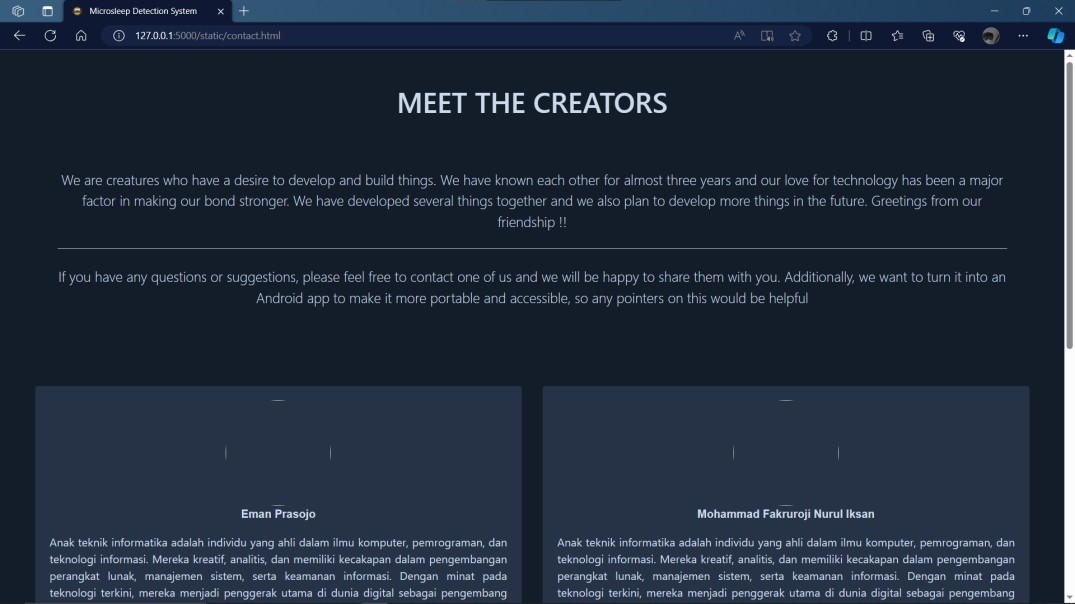 Microsleep Detection System
127.0.0.1:5000/static/contact.html
MEET THE CREATORS
We are creatures who have a desire to develop and build things. We have known each other for almost three years and our love for technology has been a major
factor in making our bond stronger. We have developed several things together and we also plan to develop more things in the future. Greetings from our
friendship !!
If you have any questions or suggestions, please feel free to contact one of us and we will be happy to share them with you. Additionally, we want to turn it into an
Android app to make it more portable and accessible, so any pointers on this would be helpful
Eman Prasojo
Anak teknik informatika adalah individu yang ahli dalam ilmu komputer, pemrograman, dan
teknologi informasi. Mereka kreatif, analitis, dan memiliki kecakapan dalam pengembangan
perangkat lunak, manajemen sistem, serta keamanan informasi. Dengan minat pada
teknologi terkini, mereka menjadi penggerak utama di dunia digital sebagai pengembang
Mohammad Fakruroji Nurul Iksan
Anak teknik informatika adalah individu yang ahli dalam ilmu komputer, pemrograman, dan
teknologi informasi. Mereka kreatif, analitis, dan memiliki kecakapan dalam pengembangan
perangkat lunak, manajemen sistem, serta keamanan informasi. Dengan minat pada
teknologi terkini, mereka menjadi penggerak utama di dunia digital sebagai pengembang